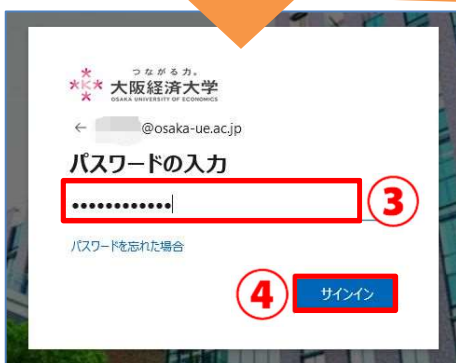 つながる力。
大阪経済大学
OSAKA UNIVERSITY OF ECONOMICS
← @osaka-ue.ac.jp
パスワードの入力
••••••••••••
③
パスワードを忘れた場合
④
サインイン